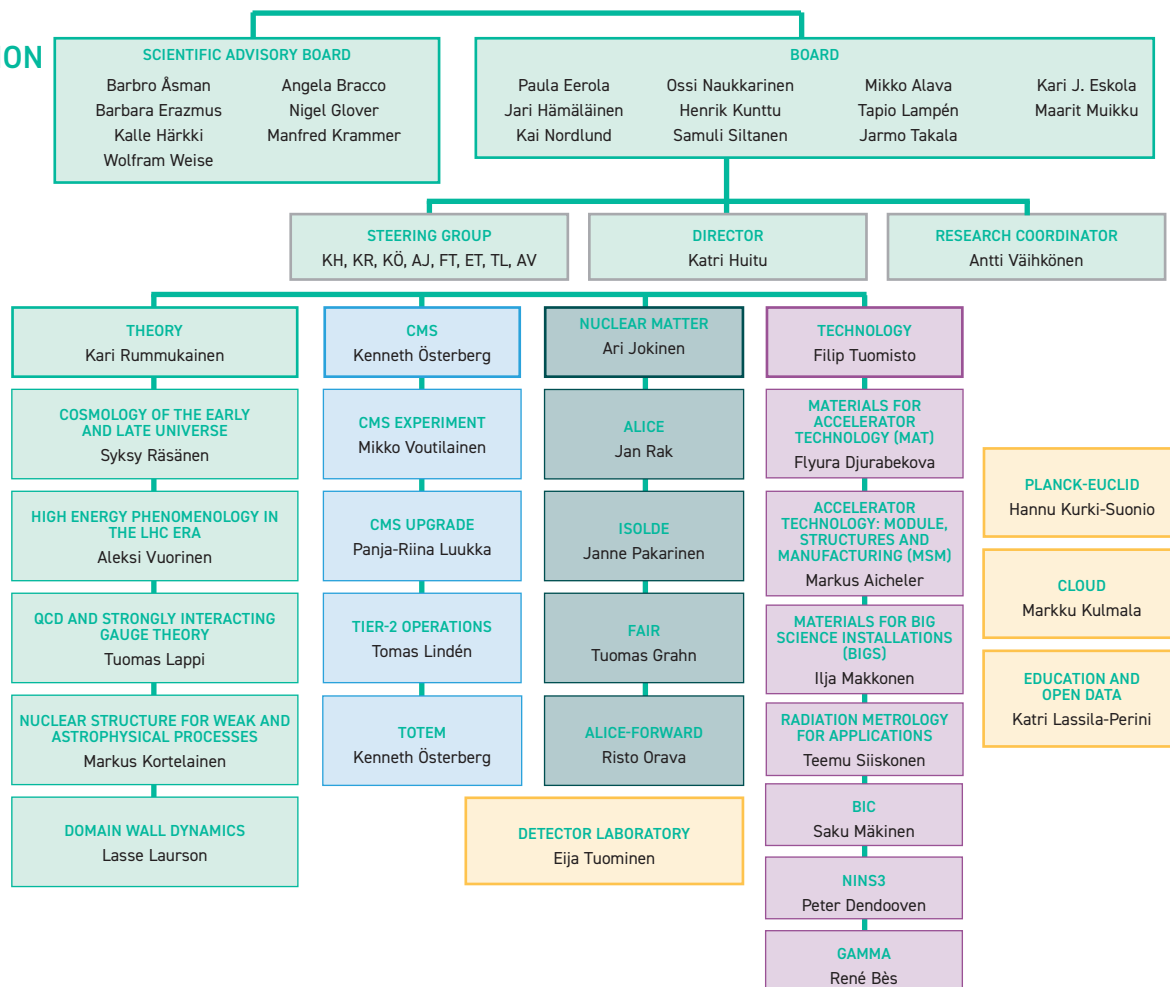 ION
SCIENTIFIC ADVISORY BOARD
Barbro Åsman Angela Bracco
Barbara Erazmus Nigel Glover
Kalle Härkki Manfred Krammer
Wolfram Weise
BOARD
Paula Eerola Ossi Naukkarinen Mikko Alava Kari J. Eskola
Jari Hämäläinen Henrik Kunttu Tapio Lampén Maarit Muikku
Kai Nordlund Samuli Siltanen Jarmo Takala
STEERING GROUP
KH, KR, KÖ, AJ, FT, ET, TL, AV
DIRECTOR
Katri Huitu
RESEARCH COORDINATOR
Antti Väihkönen
THEORY
Kari Rummukainen
COSMOLOGY OF THE EARLY
AND LATE UNIVERSE
Syksy Räsänen
HIGH ENERGY PHENOMENOLOGY IN
THE LHC ERA
Aleksi Vuorinen
QCD AND STRONGLY INTERACTING
GAUGE THEORY
Tuomas Lappi
NUCLEAR STRUCTURE FOR WEAK AND
ASTROPHYSICAL PROCESSES
Markus Kortelainen
DOMAIN WALL DYNAMICS
Lasse Laurson
CMS
Kenneth Österberg
CMS EXPERIMENT
Mikko Voutilainen
CMS UPGRADE
Panja-Riina Luukka
TIER-2 OPERATIONS
Tomas Lindén
TOTEM
Kenneth Österberg
NUCLEAR MATTER
Ari Jokinen
ALICE
Jan Rak
ISOLDE
Janne Pakarinen
FAIR
Tuomas Grahn
ALICE-FORWARD
Risto Orava
DETECTOR LABORATORY
Eija Tuominen
TECHNOLOGY
Filip Tuomisto
MATERIALS FOR
ACCELERATOR
TECHNOLOGY (MAT)
Flyura Djurabekova
ACCELERATOR
TECHNOLOGY: MODULE,
STRUCTURES AND
MANUFACTURING (MSM)
Markus Aicheler
MATERIALS FOR BIG
SCIENCE INSTALLATIONS
(BIGS)
Ilja Makkonen
RADIATION METROLOGY
FOR APPLICATIONS
Teemu Siiskonen
BIC
Saku Mäkinen
NINS3
Peter Dendooven
GAMMA
René Bès
PLANCK-EUCLID
Hannu Kurki-Suonio
CLOUD
Markku Kulmala
EDUCATION AND
OPEN DATA
Katri Lassila-Perini